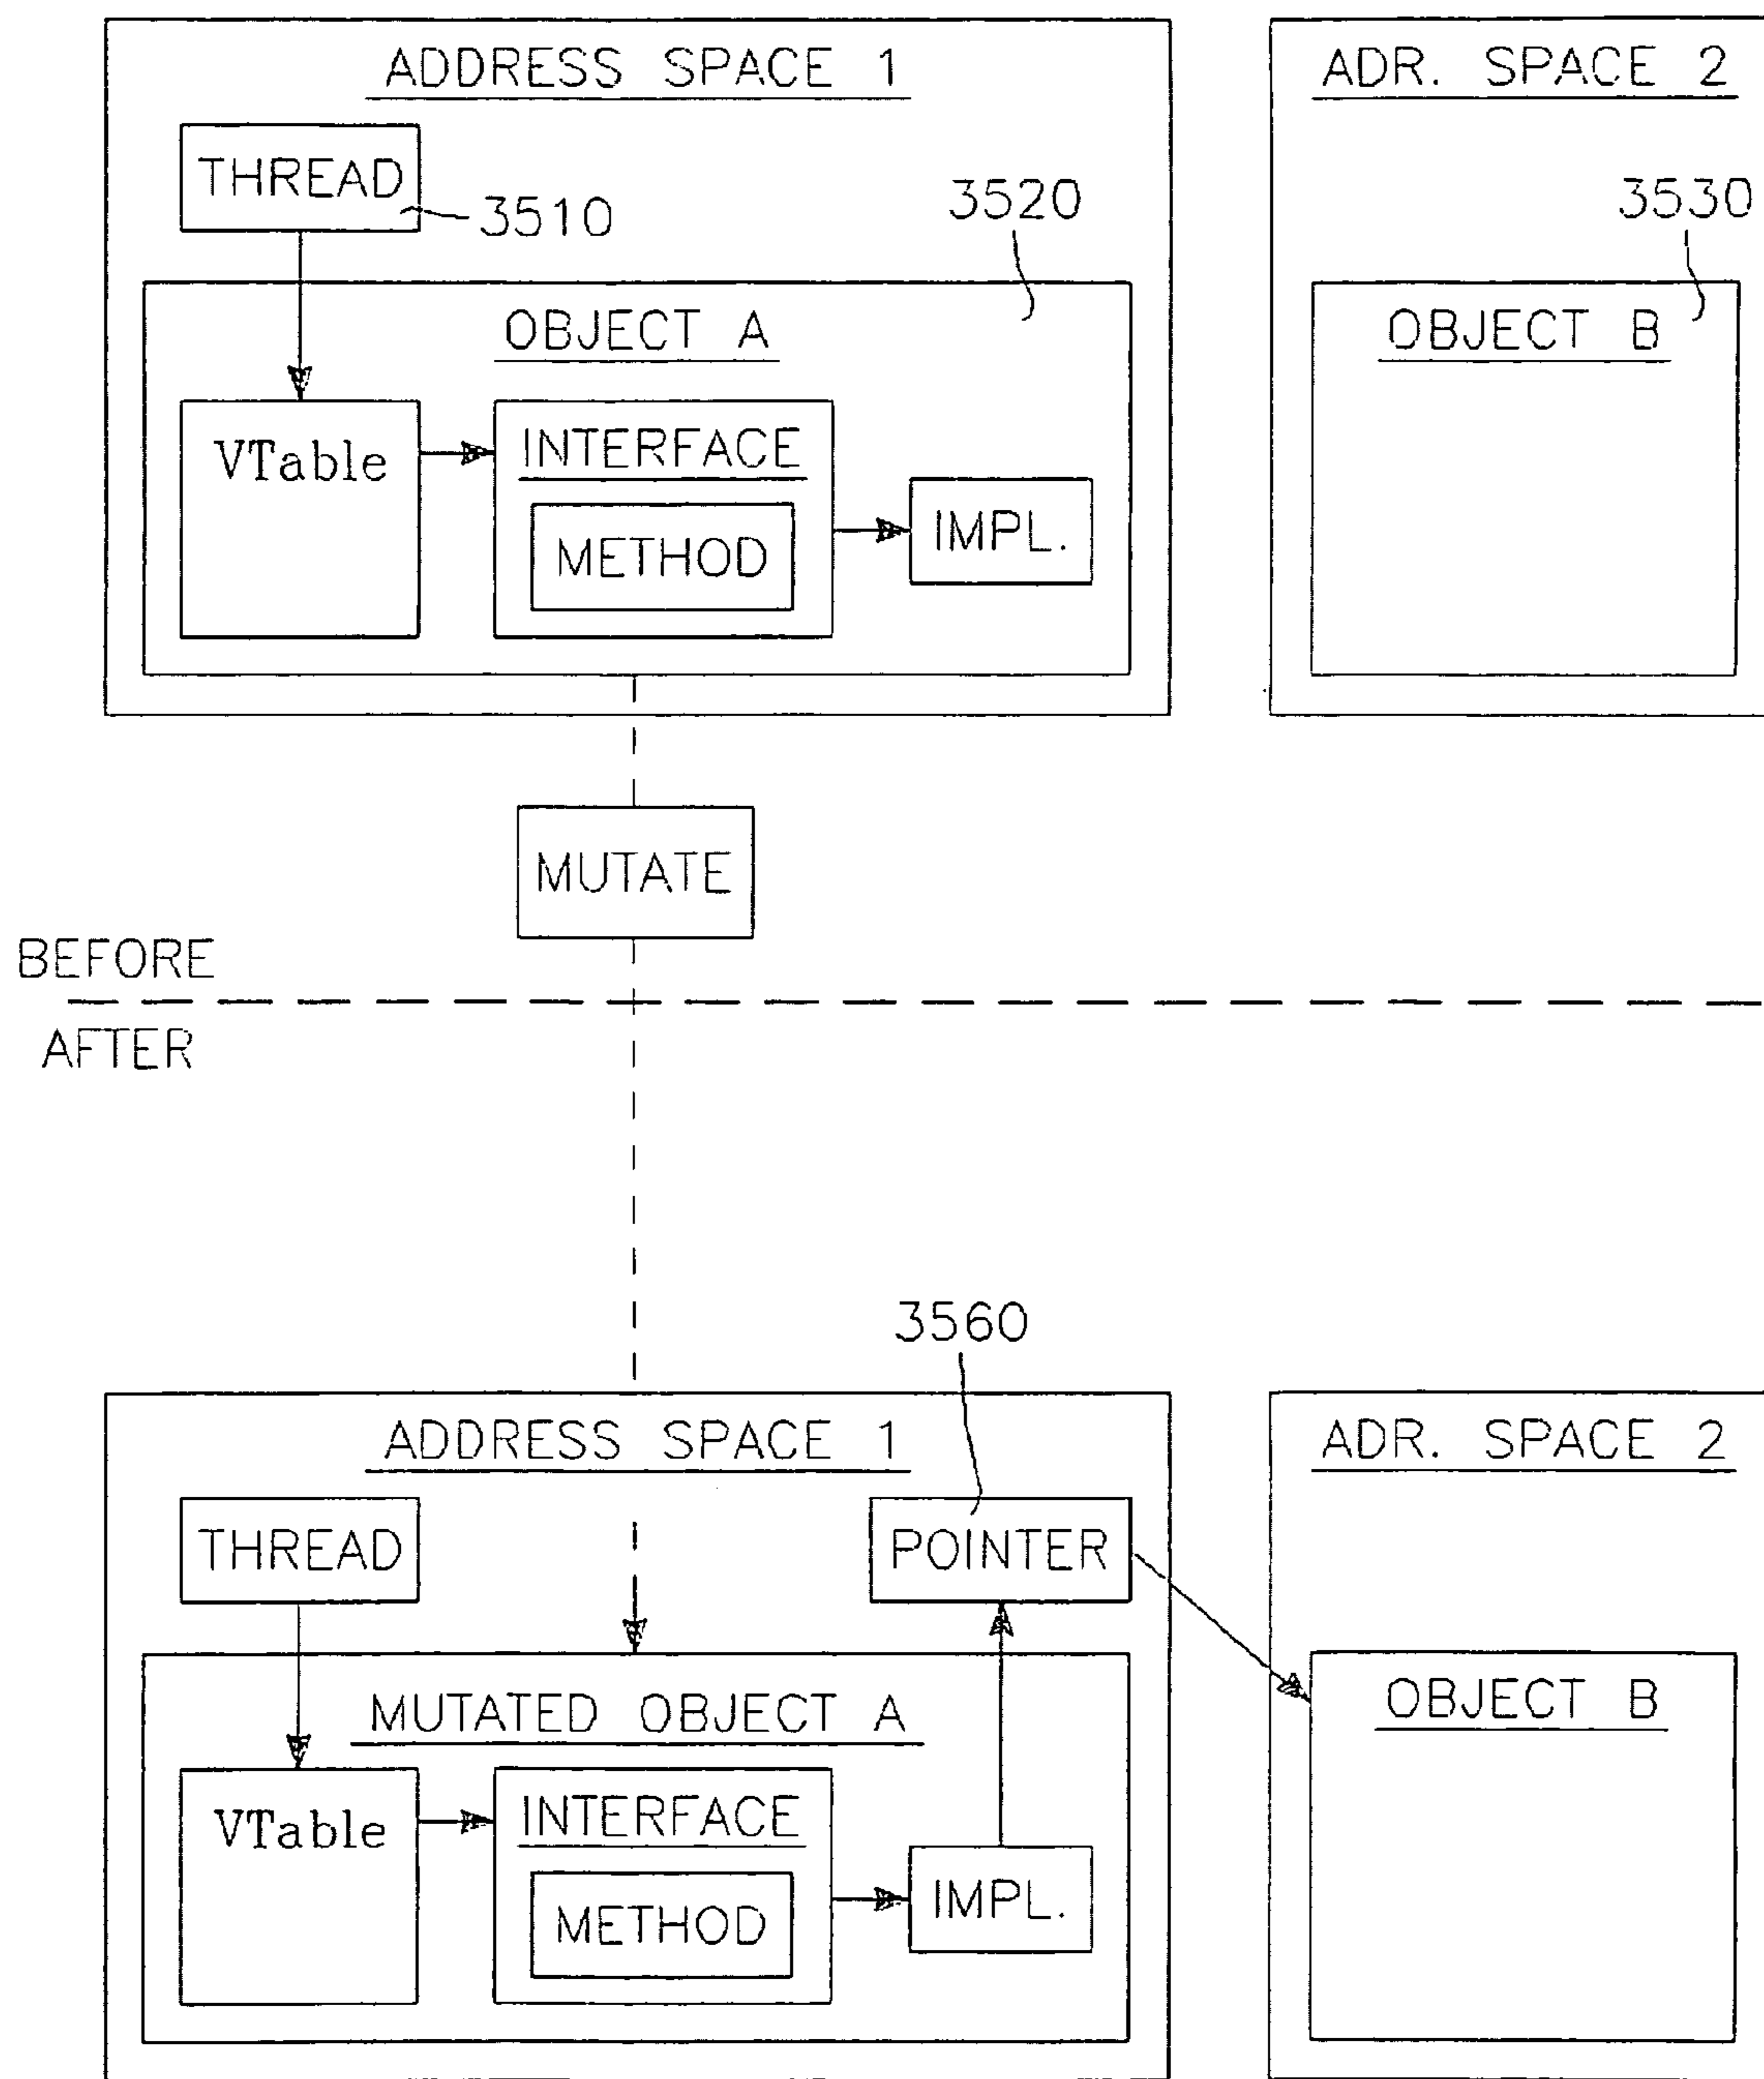 ADDRESS SPACE 1
ADR. SPACE 2
THREAD
3510
3520
3530
OBJECT A
OBJECT B
VTable
INTERFACE
METHOD
IMPL.
MUTATE
BEFORE
AFTER
3560
ADDRESS SPACE 1
ADR. SPACE 2
THREAD
POINTER
MUTATED OBJECT A
OBJECT B
VTable
INTERFACE
METHOD
IMPL.